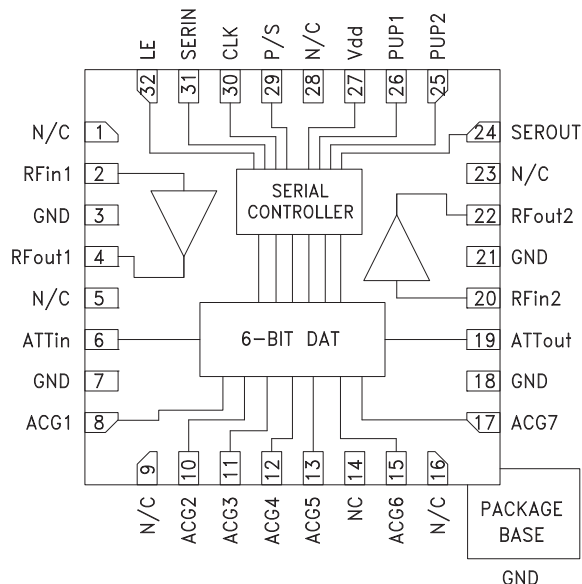 LE
SERIN
CLK
P/S
N/C
Vdd
PUP1
PUP2
32
31
30
29
28
27
26
25
N/C 1
RFin1 2
GND 3
RFout1 4
N/C 5
ATTin 6
GND 7
ACG1 8
SERIAL
CONTROLLER
6-BIT DAT
24 SEROUT
23 N/C
22 RFout2
21 GND
20 RFin2
19 ATTout
18 GND
17 ACG7
9
10
11
12
13
14
15
16
N/C
ACG2
ACG3
ACG4
ACG5
NC
ACG6
N/C
PACKAGE
BASE
GND